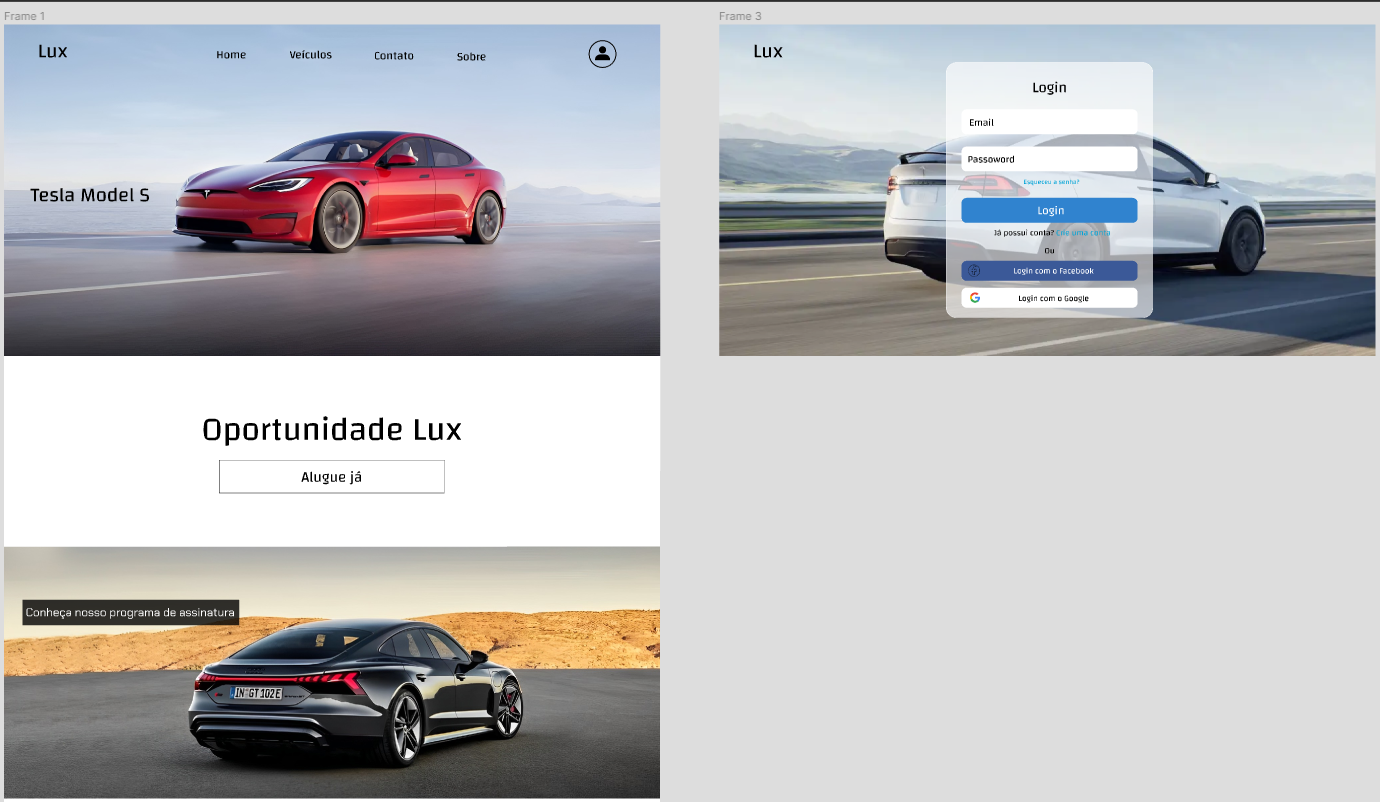 Frame 1
Lux
Home
Veículos
Contato
Sobre
Tesla Model S
Oportunidade Lux
Alugue já
Conheça nosso programa de assinatura
IN GT 102E
Frame 3
Lux
Login
Email
Passoword
Esqueceu a senha?
Login
Já possui conta? Crie uma conta
Ou
Login com o Facebook
Login com o Google